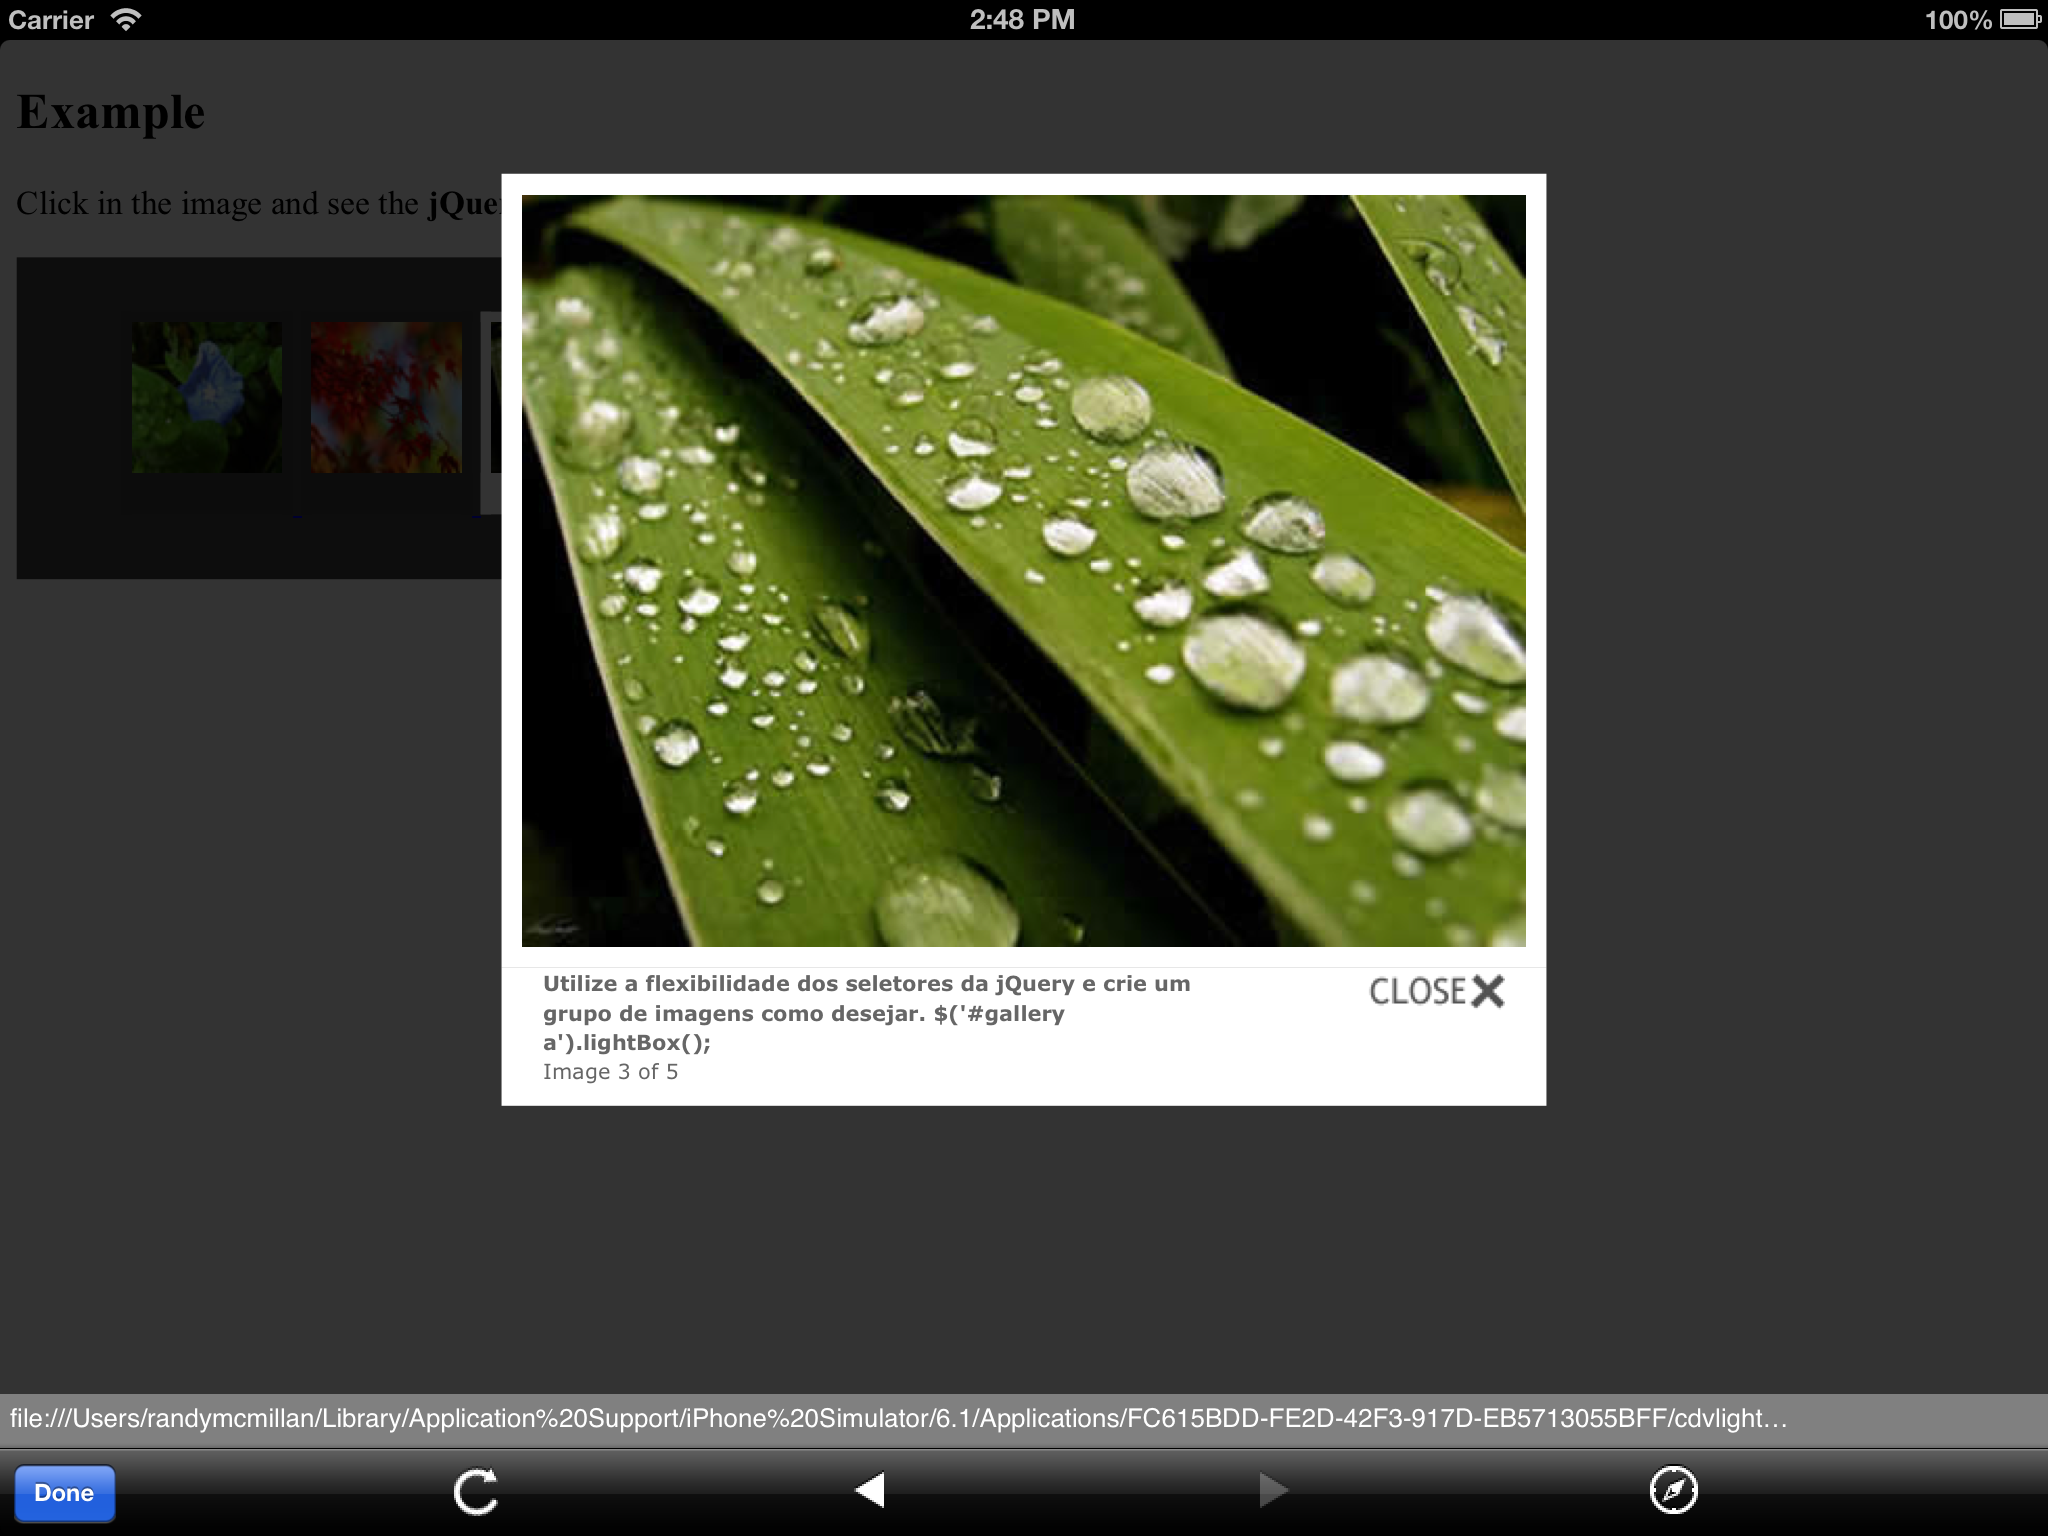 Carrier
2:48 PM
100%
Example
Click in the image and see the jQue
Utilize a flexibilidade dos seletores da jQuery e crie um
grupo de imagens como desejar. $('#gallery
a').lightBox();
Image 3 of 5
CLOSE
file:///Users/randymcmillan/Library/Application%20Support/iPhone%20Simulator/6.1/Applications/FC615BDD-FE2D-42F3-917D-EB5713055BFF/cdvlight…
Done